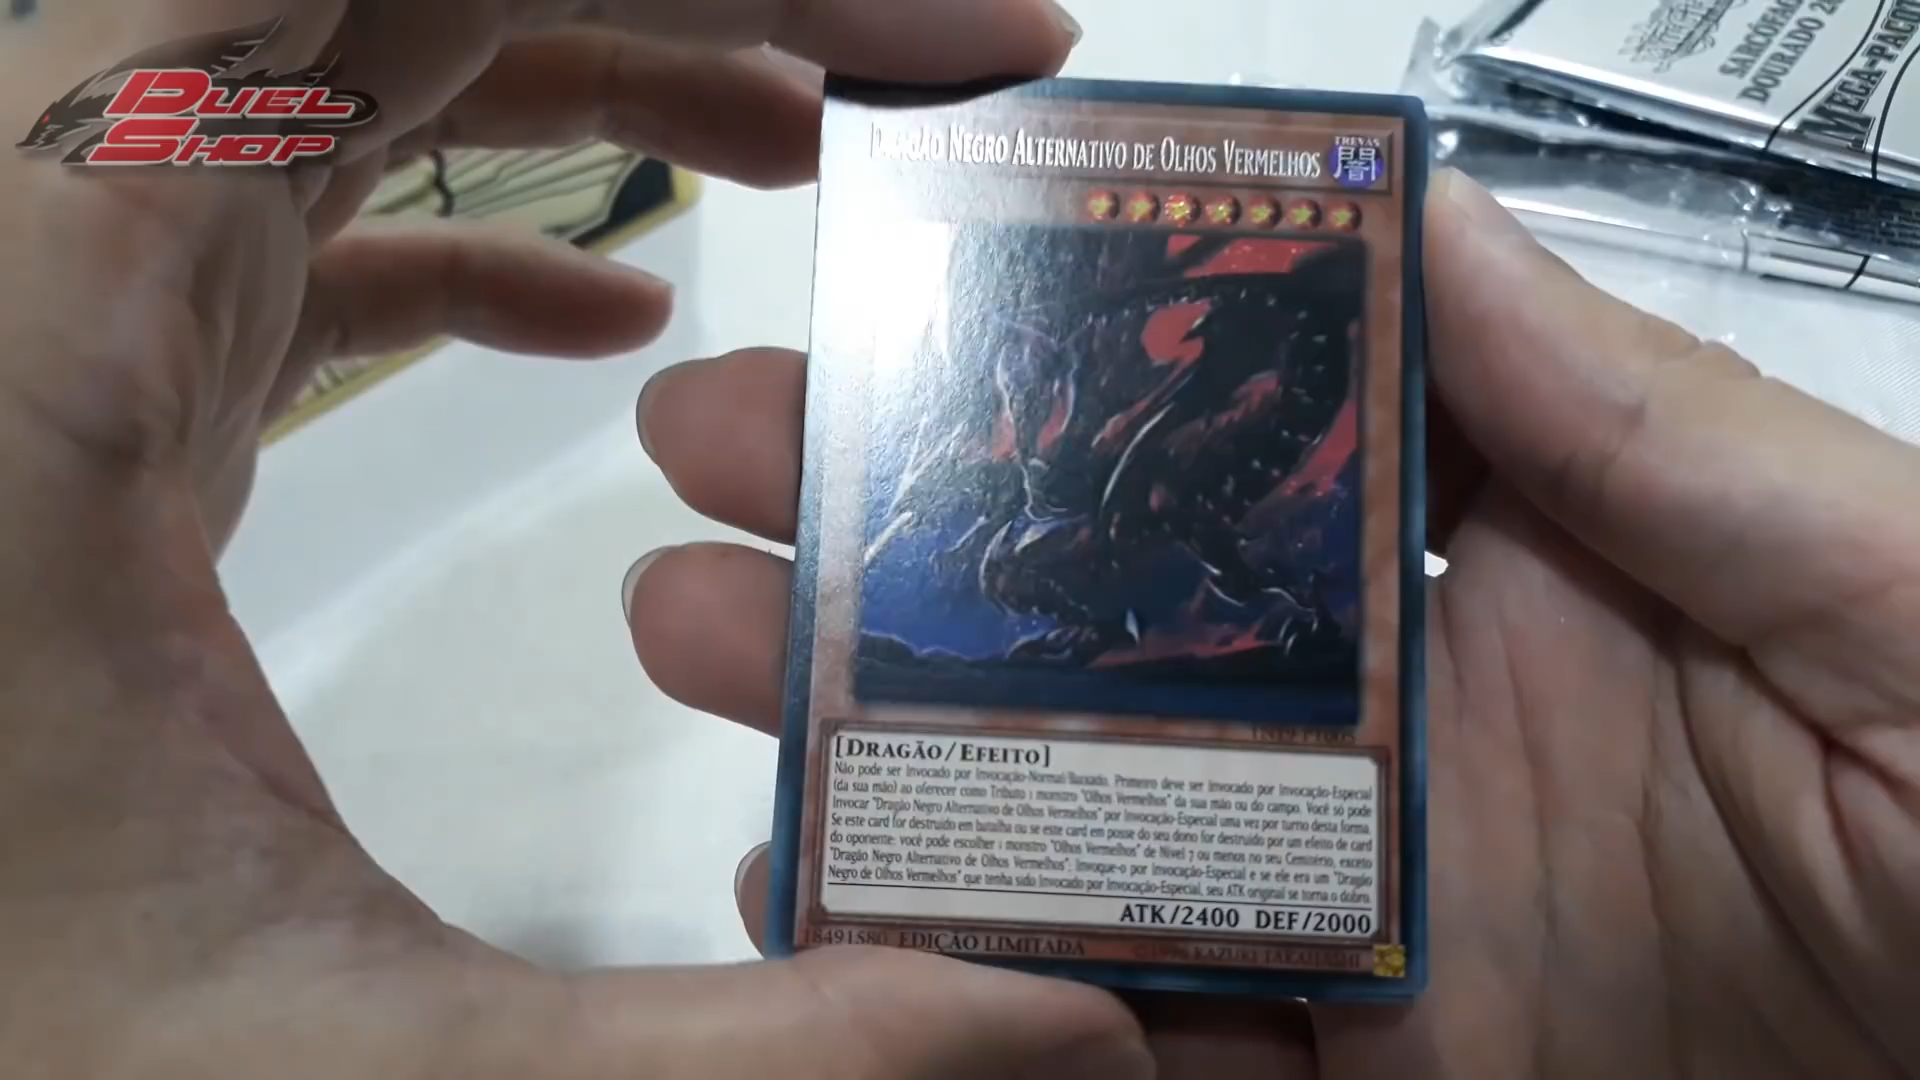 DUEL
SHOP
SARCÓFAGO
DOURADO
MEGA-PACOTE
DRAGÃO NEGRO ALTERNATIVO DE OLHOS VERMELHOS
TREVAS
闇
[DRAGÃO/EFEITO]
Não pode ser Invocado por Invocação-Normal/Baixado. Primeiro deve ser Invocado por Invocação-Especial
(da sua mão) ao oferecer como Tributo 1 monstro "Olhos Vermelhos" da sua mão ou do campo. Você só pode
Invocar "Dragão Negro Alternativo de Olhos Vermelhos" por Invocação-Especial uma vez por turno desta forma.
Se este card for destruído em batalha ou se este card em posse do seu dono for destruído por um efeito de card
do oponente: você pode escolher 1 monstro "Olhos Vermelhos" de Nível 7 ou menos no seu Cemitério, exceto
"Dragão Negro Alternativo de Olhos Vermelhos"; Invoque-o por Invocação-Especial e se ele era um "Dragão
Negro de Olhos Vermelhos" que tenha sido Invocado por Invocação-Especial, seu ATK original se torna o dobro.
ATK/2400 DEF/2000
18491580 EDIÇÃO LIMITADA ©1996 KAZUKI TAKAHASHI